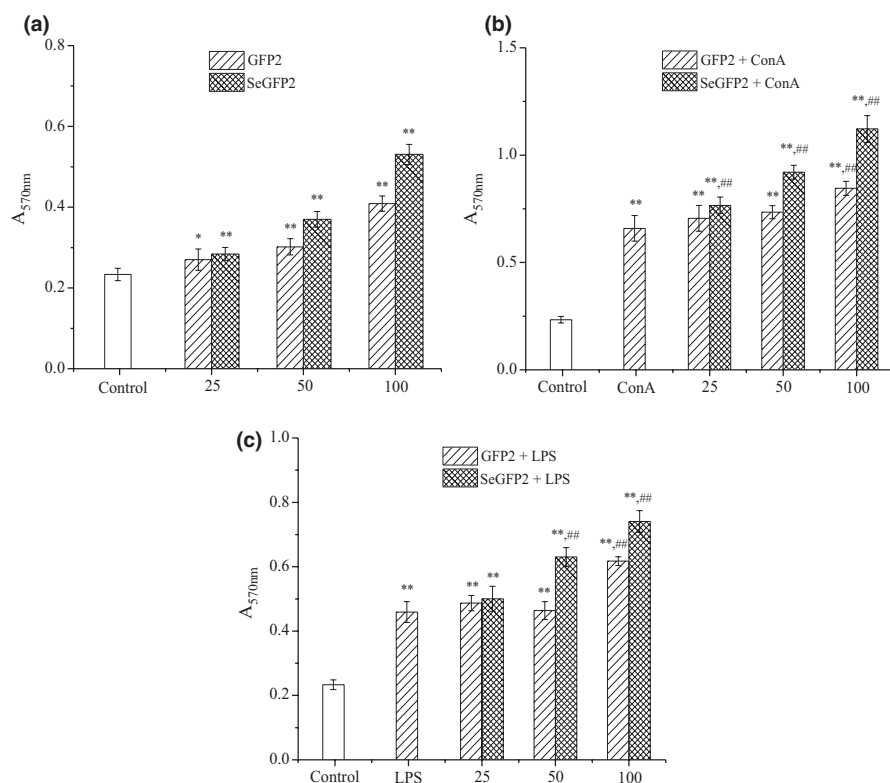 (a)
0.8
0.6
0.4
0.2
0.0
A570nm
GFP2
SeGFP2
*
**
**
**
**
**
Control 25 50 100
(b)
1.5
1.0
0.5
0.0
A570nm
GFP2 + ConA
SeGFP2 + ConA
**
**
**,##
**
**,##
**,##
**,##
Control ConA 25 50 100
(c)
1.0
0.8
0.6
0.4
0.2
0.0
A570nm
GFP2 + LPS
SeGFP2 + LPS
**
**
**
**
**,##
**,##
**,##
Control LPS 25 50 100